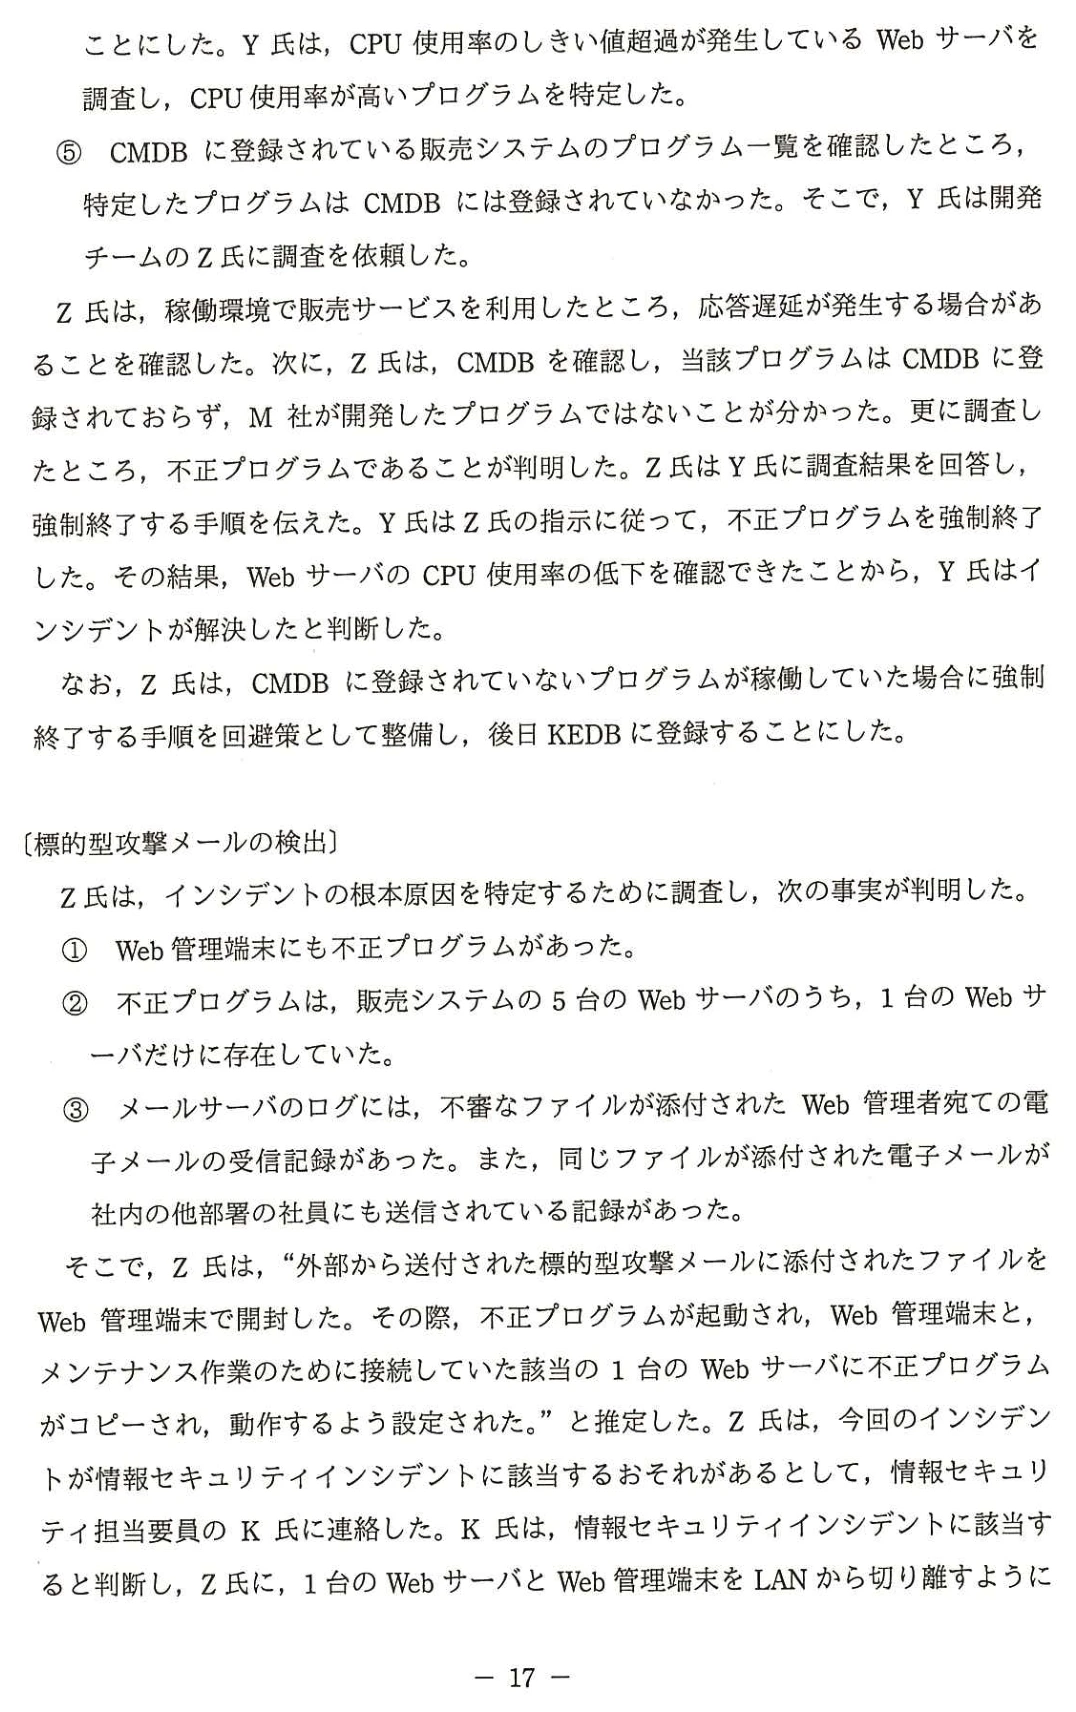 ことにした。Y 氏は，CPU 使用率のしきい値超過が発生している Web サーバを
調査し，CPU 使用率が高いプログラムを特定した。
⑤　CMDB に登録されている販売システムのプログラム一覧を確認したところ，
特定したプログラムは CMDB には登録されていなかった。そこで，Y 氏は開発
チームの Z 氏に調査を依頼した。
Z 氏は，稼働環境で販売サービスを利用したところ，応答遅延が発生する場合があ
ることを確認した。次に，Z 氏は，CMDB を確認し，当該プログラムは CMDB に登
録されておらず，M 社が開発したプログラムではないことが分かった。更に調査し
たところ，不正プログラムであることが判明した。Z 氏は Y 氏に調査結果を回答し，
強制終了する手順を伝えた。Y 氏は Z 氏の指示に従って，不正プログラムを強制終了
した。その結果，Web サーバの CPU 使用率の低下を確認できたことから，Y 氏はイ
ンシデントが解決したと判断した。
なお，Z 氏は，CMDB に登録されていないプログラムが稼働していた場合に強制
終了する手順を回避策として整備し，後日 KEDB に登録することにした。
〔標的型攻撃メールの検出〕
Z 氏は，インシデントの根本原因を特定するために調査し，次の事実が判明した。
①　Web 管理端末にも不正プログラムがあった。
②　不正プログラムは，販売システムの 5 台の Web サーバのうち，1 台の Web サ
ーバだけに存在していた。
③　メールサーバのログには，不審なファイルが添付された Web 管理者宛ての電
子メールの受信記録があった。また，同じファイルが添付された電子メールが
社内の他部署の社員にも送信されている記録があった。
そこで，Z 氏は，“外部から送付された標的型攻撃メールに添付されたファイルを
Web 管理端末で開封した。その際，不正プログラムが起動され，Web 管理端末と，
メンテナンス作業のために接続していた該当の 1 台の Web サーバに不正プログラム
がコピーされ，動作するよう設定された。”と推定した。Z 氏は，今回のインシデン
トが情報セキュリティインシデントに該当するおそれがあるとして，情報セキュリ
ティ担当要員の K 氏に連絡した。K 氏は，情報セキュリティインシデントに該当す
ると判断し，Z 氏に，1 台の Web サーバと Web 管理端末を LAN から切り離すように
－ 17 －